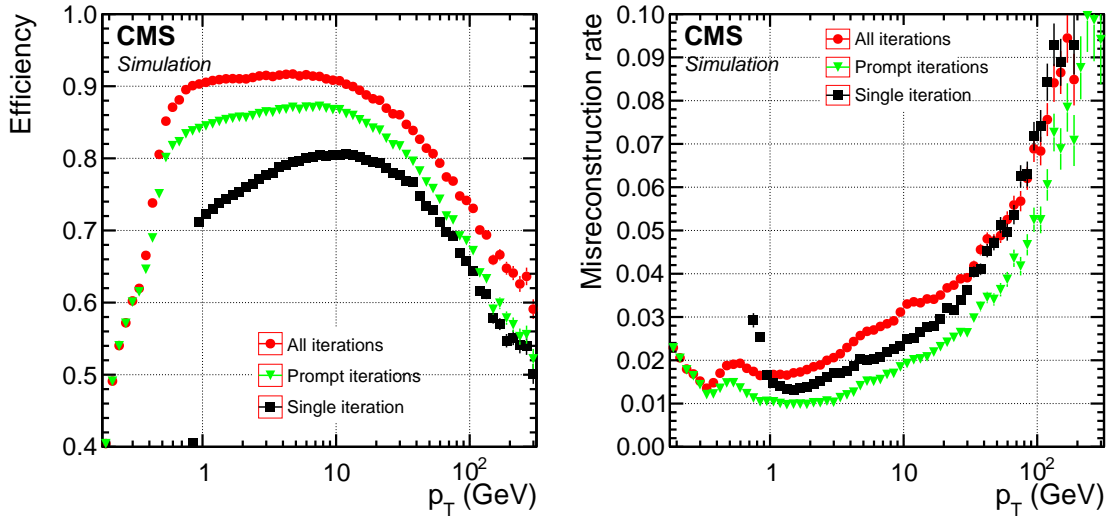 Efficiency
1.0
0.9
0.8
0.7
0.6
0.5
0.4
CMS
Simulation
All iterations
Prompt iterations
Single iteration
1
10
10²
p_T (GeV)
Misreconstruction rate
0.10
0.09
0.08
0.07
0.06
0.05
0.04
0.03
0.02
0.01
0.00
CMS
Simulation
All iterations
Prompt iterations
Single iteration
1
10
10²
p_T (GeV)